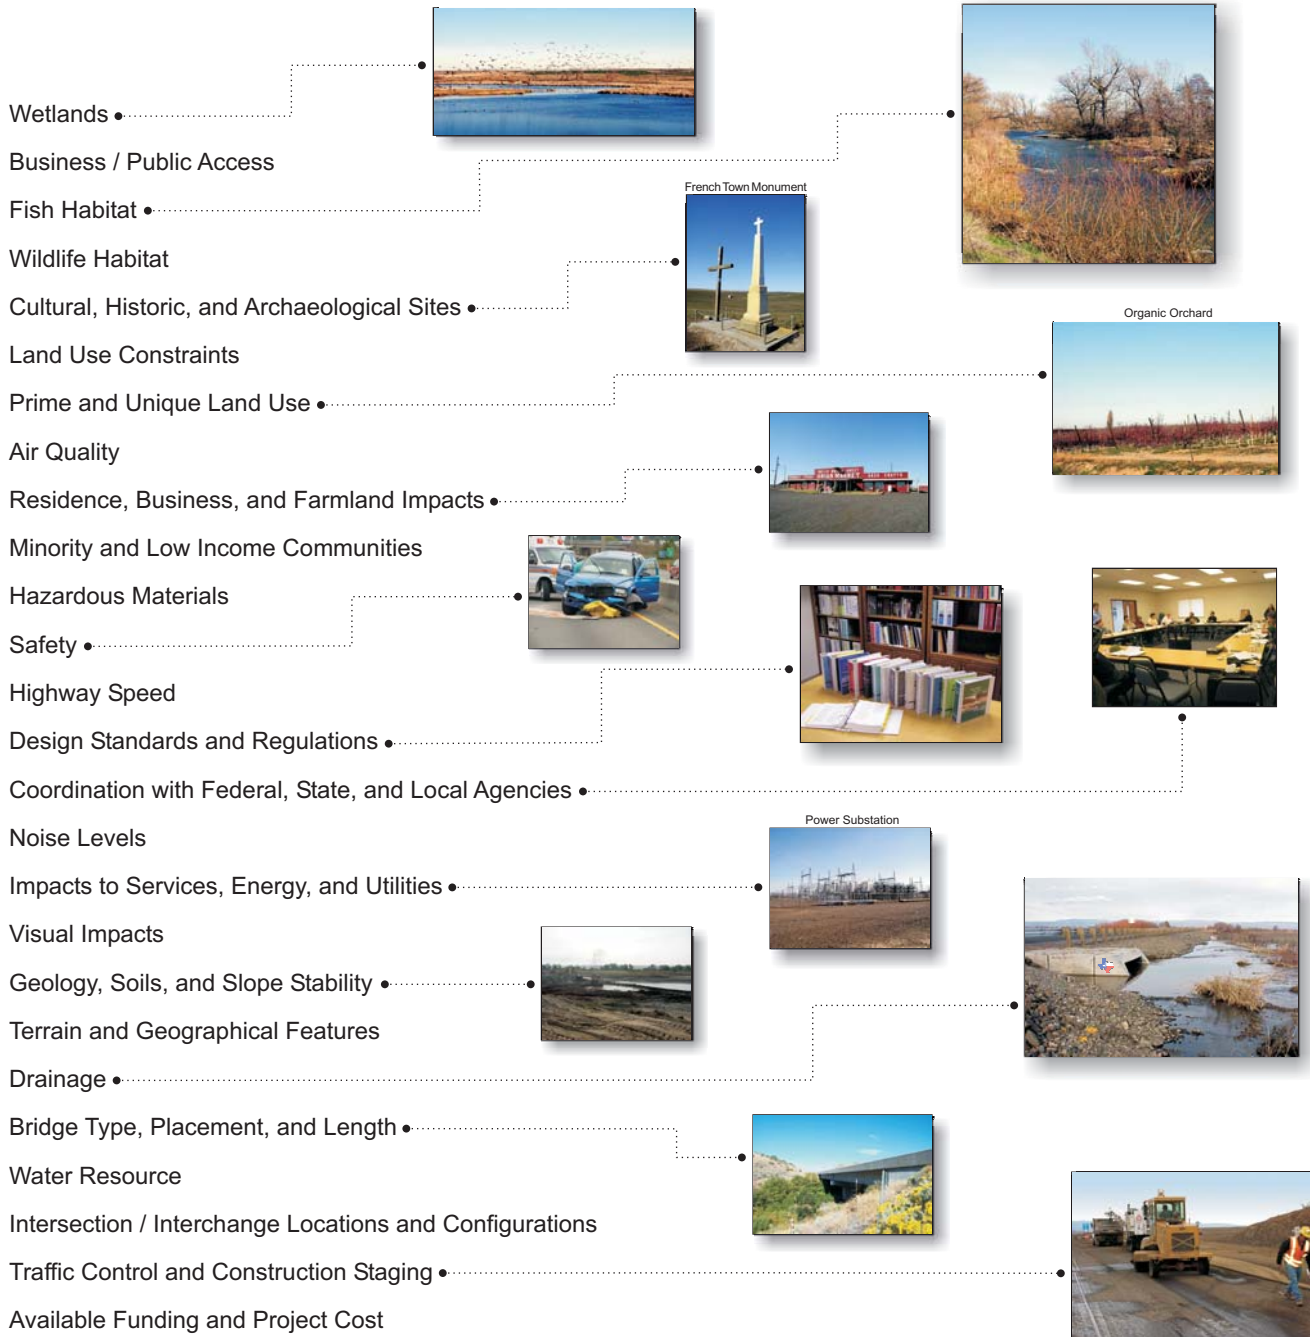 Wetlands
Business / Public Access
French Town Monument
Fish Habitat
Wildlife Habitat
Cultural, Historic, and Archaeological Sites
Organic Orchard
Land Use Constraints
Prime and Unique Land Use
Air Quality
Residence, Business, and Farmland Impacts
Minority and Low Income Communities
Hazardous Materials
Safety
Highway Speed
Design Standards and Regulations
Coordination with Federal, State, and Local Agencies
Power Substation
Noise Levels
Impacts to Services, Energy, and Utilities
Visual Impacts
Geology, Soils, and Slope Stability
Terrain and Geographical Features
Drainage
Bridge Type, Placement, and Length
Water Resource
Intersection / Interchange Locations and Configurations
Traffic Control and Construction Staging
Available Funding and Project Cost